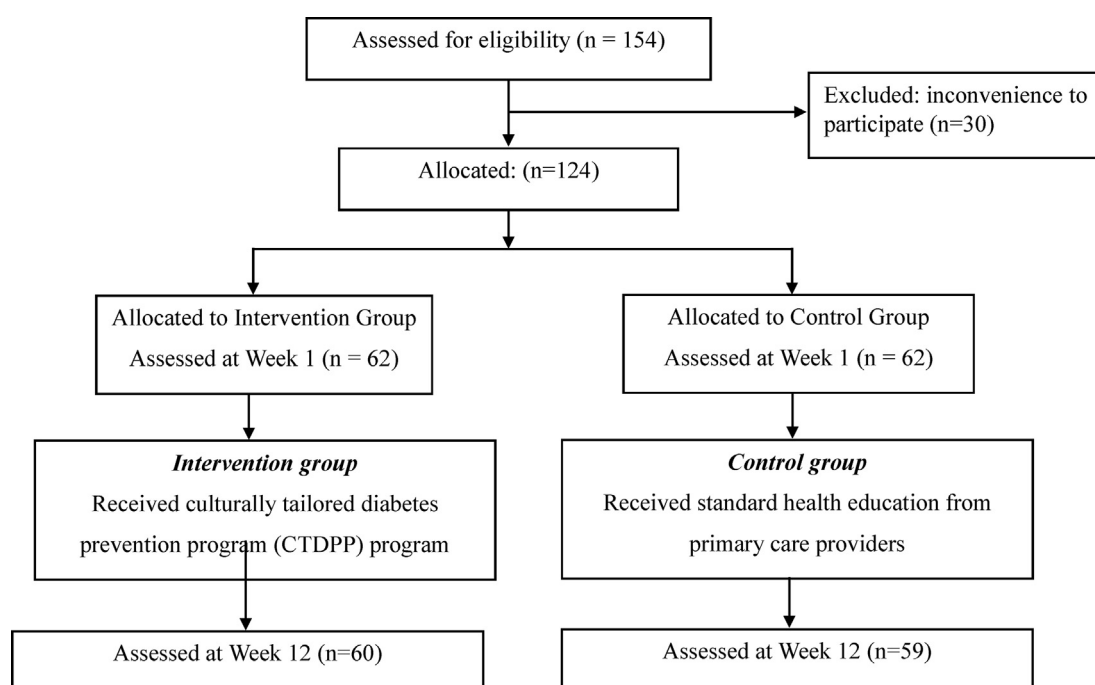 Assessed for eligibility (n = 154)
Excluded: inconvenience to
participate (n=30)
Allocated: (n=124)
Allocated to Intervention Group
Assessed at Week 1 (n = 62)
Allocated to Control Group
Assessed at Week 1 (n = 62)
Intervention group
Received culturally tailored diabetes
prevention program (CTDPP) program
Control group
Received standard health education from
primary care providers
Assessed at Week 12 (n=60)
Assessed at Week 12 (n=59)